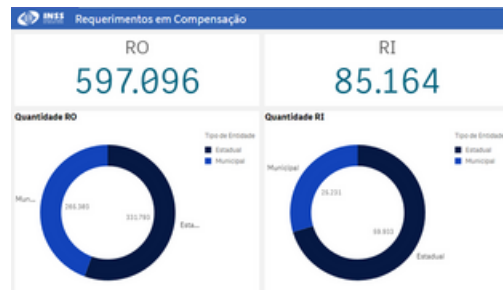 INSS Requerimentos em Compensação
RO
597.096
RI
85.164
Quantidade RO
Tipo de Entidade
Estadual
Municipal
Mun...
265.303
331.793
Esta...
Quantidade RI
Tipo de Entidade
Estadual
Municipal
Municipal
25.231
59.933
Estadual